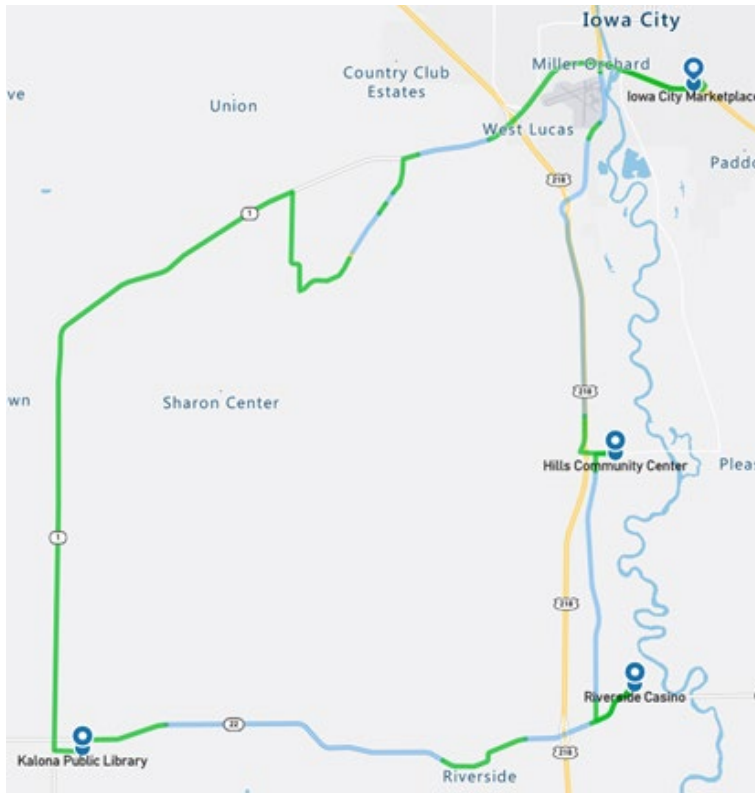 Iowa City
Miller Orchard
Country Club
Estates
ve
Union
Iowa City Marketplace
West Lucas
Paddo
218
1
218
wn
Sharon Center
Hills Community Center
Pleas
1
218
Riverside Casino
22
218
Kalona Public Library
Riverside